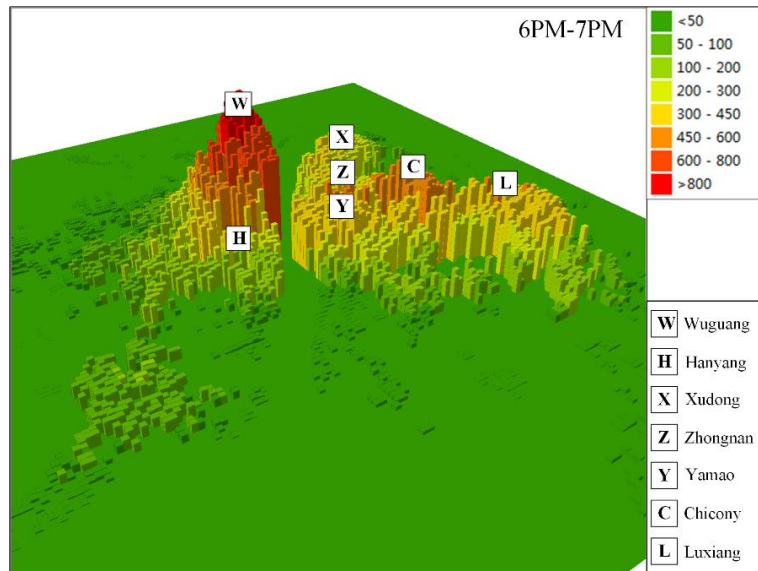 6PM-7PM
<50
50 - 100
100 - 200
200 - 300
300 - 450
450 - 600
600 - 800
>800
W
X
Z
C
L
Y
H
W Wuguang
H Hanyang
X Xudong
Z Zhongnan
Y Yamao
C Chicony
L Luxiang